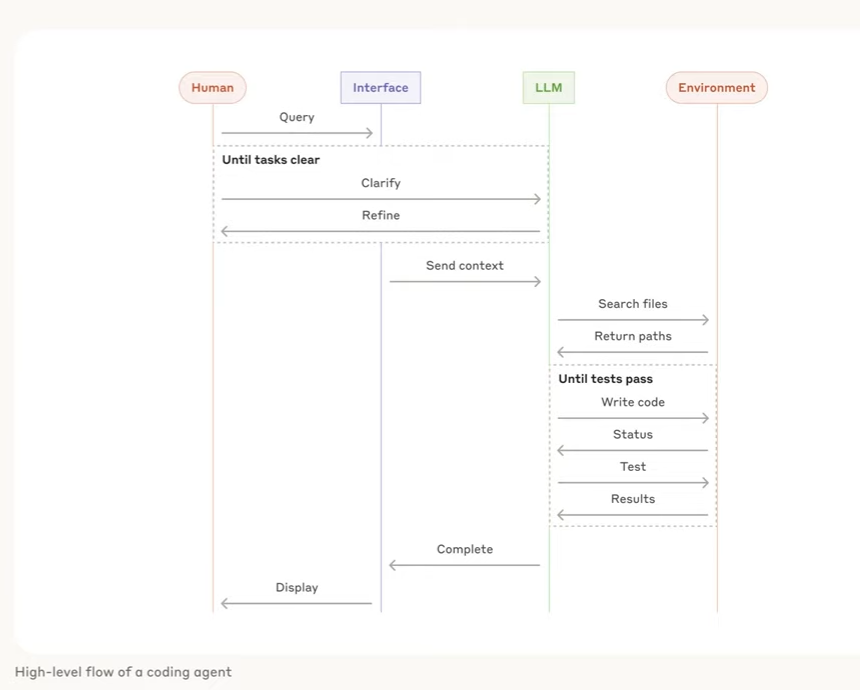 Human
Interface
LLM
Environment
Query
Until tasks clear
Clarify
Refine
Send context
Search files
Return paths
Until tests pass
Write code
Status
Test
Results
Complete
Display
High-level flow of a coding agent